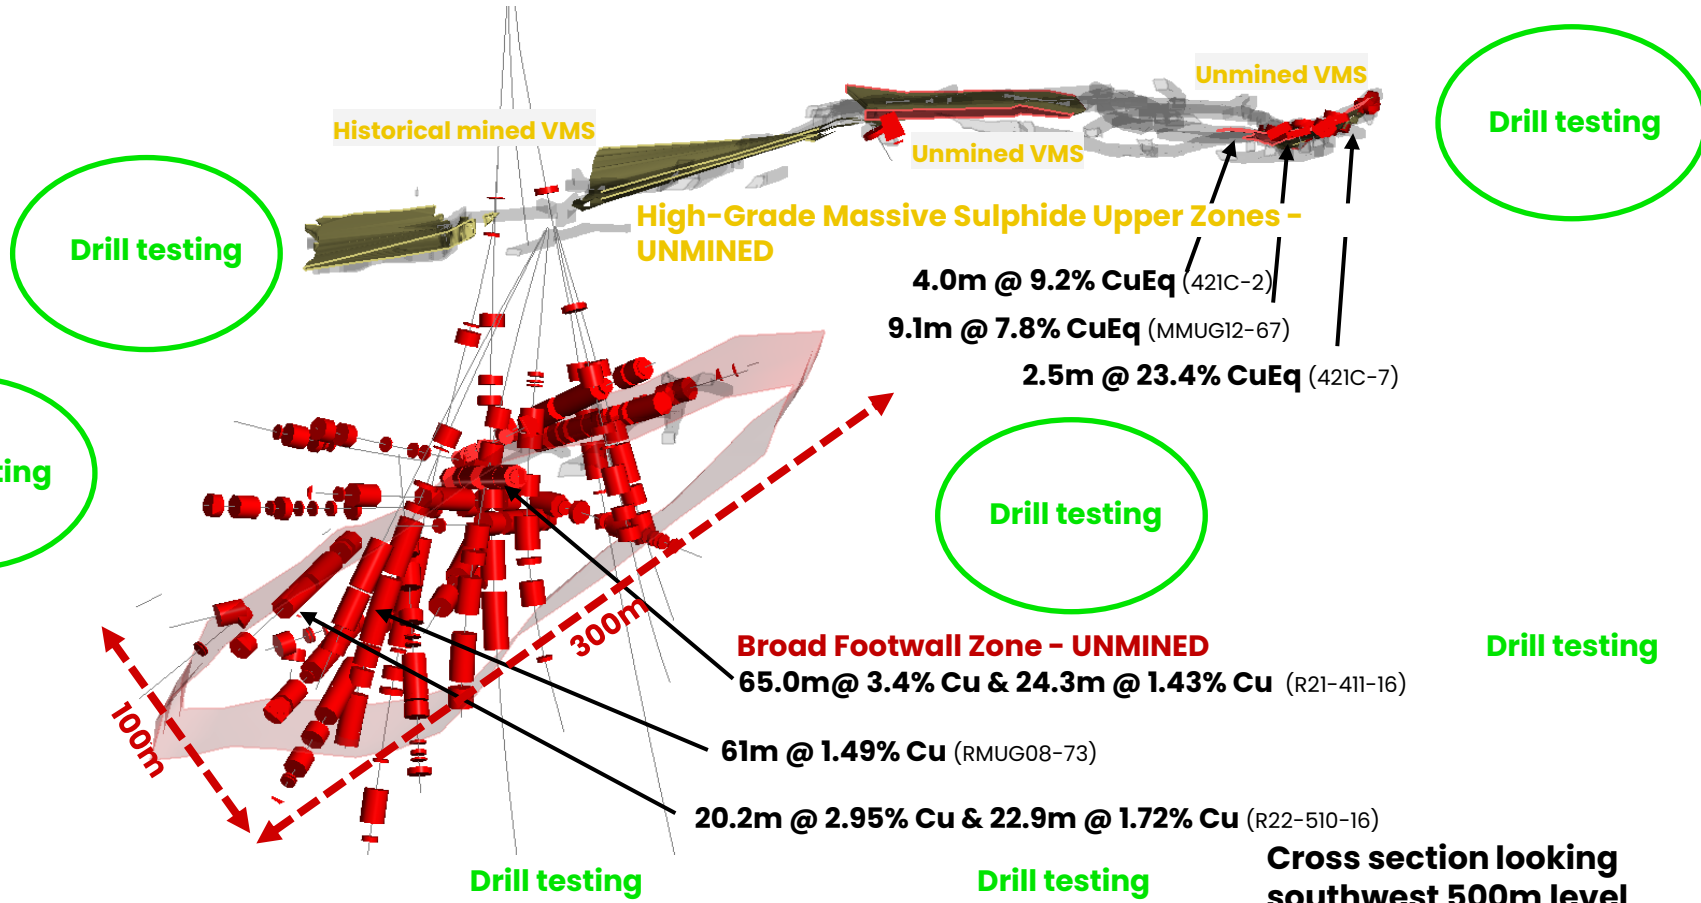 Unmined VMS
Drill testing
Historical mined VMS
Unmined VMS
Drill testing
High-Grade Massive Sulphide Upper Zones -
UNMINED
4.0m @ 9.2% CuEq (421C-2)
9.1m @ 7.8% CuEq (MMUG12-67)
2.5m @ 23.4% CuEq (421C-7)
ting
Drill testing
300m
100m
Broad Footwall Zone - UNMINED
65.0m@ 3.4% Cu & 24.3m @ 1.43% Cu (R21-411-16)
Drill testing
61m @ 1.49% Cu (RMUG08-73)
20.2m @ 2.95% Cu & 22.9m @ 1.72% Cu (R22-510-16)
Drill testing
Drill testing
Cross section looking
southwest 500m level